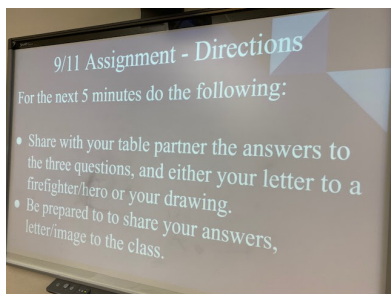 9/11 Assignment - Directions
For the next 5 minutes do the following:
● Share with your table partner the answers to
the three questions, and either your letter to a
firefighter/hero or your drawing.
● Be prepared to to share your answers,
letter/image to the class.